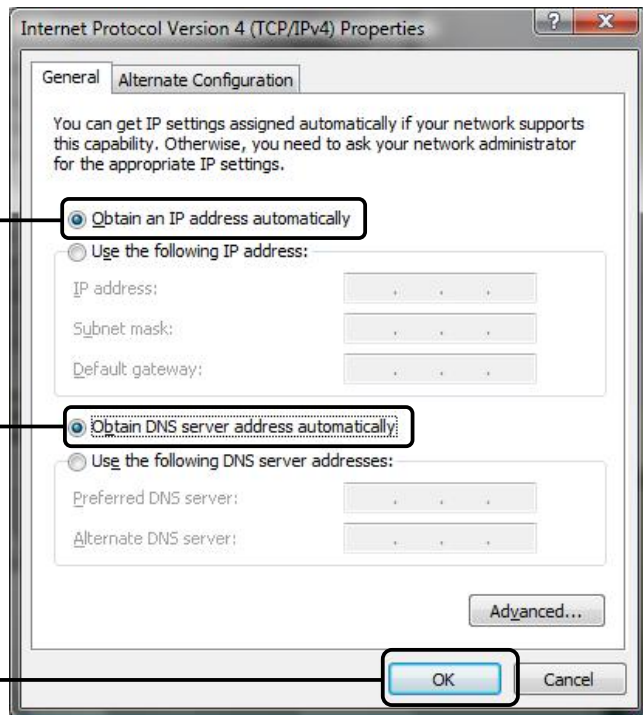 Internet Protocol Version 4 (TCP/IPv4) Properties
General
Alternate Configuration
You can get IP settings assigned automatically if your network supports
this capability. Otherwise, you need to ask your network administrator
for the appropriate IP settings.
Obtain an IP address automatically
Use the following IP address:
IP address:
Subnet mask:
Default gateway:
Obtain DNS server address automatically
Use the following DNS server addresses:
Preferred DNS server:
Alternate DNS server:
Advanced...
OK
Cancel